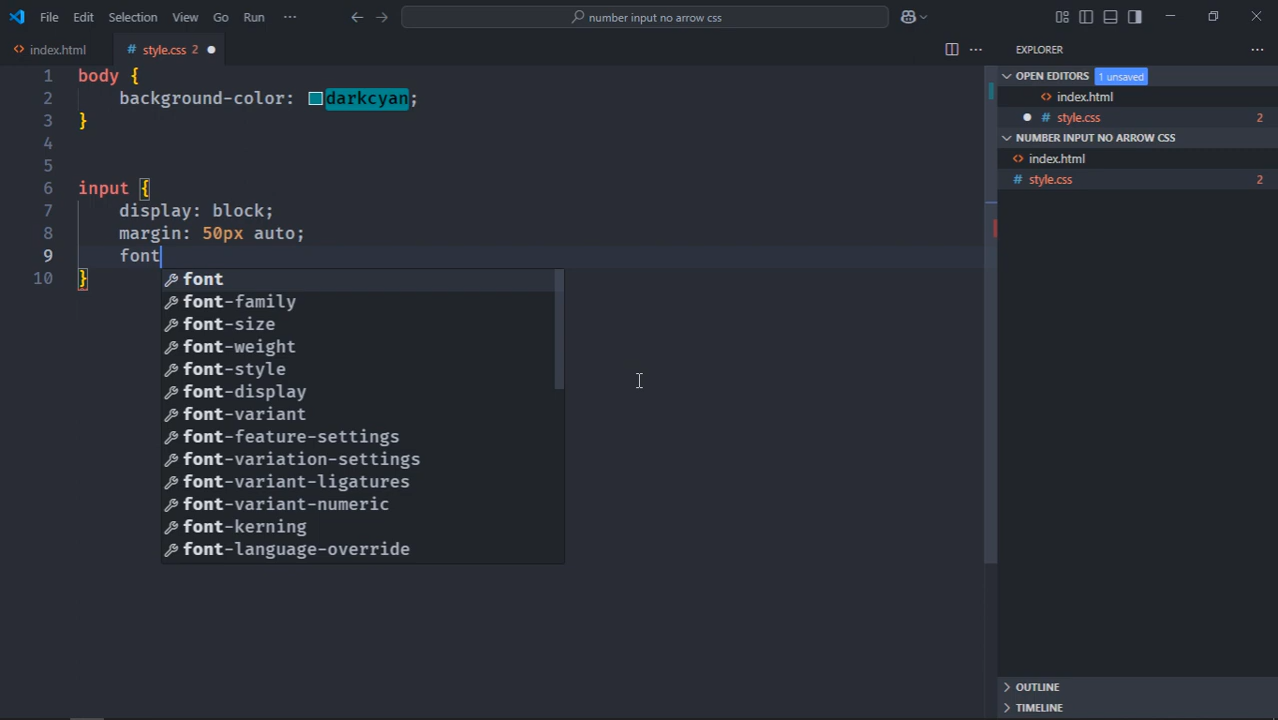 File Edit Selection View Go Run ··· number input no arrow css
index.html style.css 2 EXPLORER ···
1 body {
2 background-color: darkcyan;
3 }
4
5
6 input {
7 display: block;
8 margin: 50px auto;
9 font
10 }
font
font-family
font-size
font-weight
font-style
font-display
font-variant
font-feature-settings
font-variation-settings
font-variant-ligatures
font-variant-numeric
font-kerning
font-language-override
OPEN EDITORS 1 unsaved
index.html
style.css 2
NUMBER INPUT NO ARROW CSS
index.html
style.css 2
OUTLINE
TIMELINE